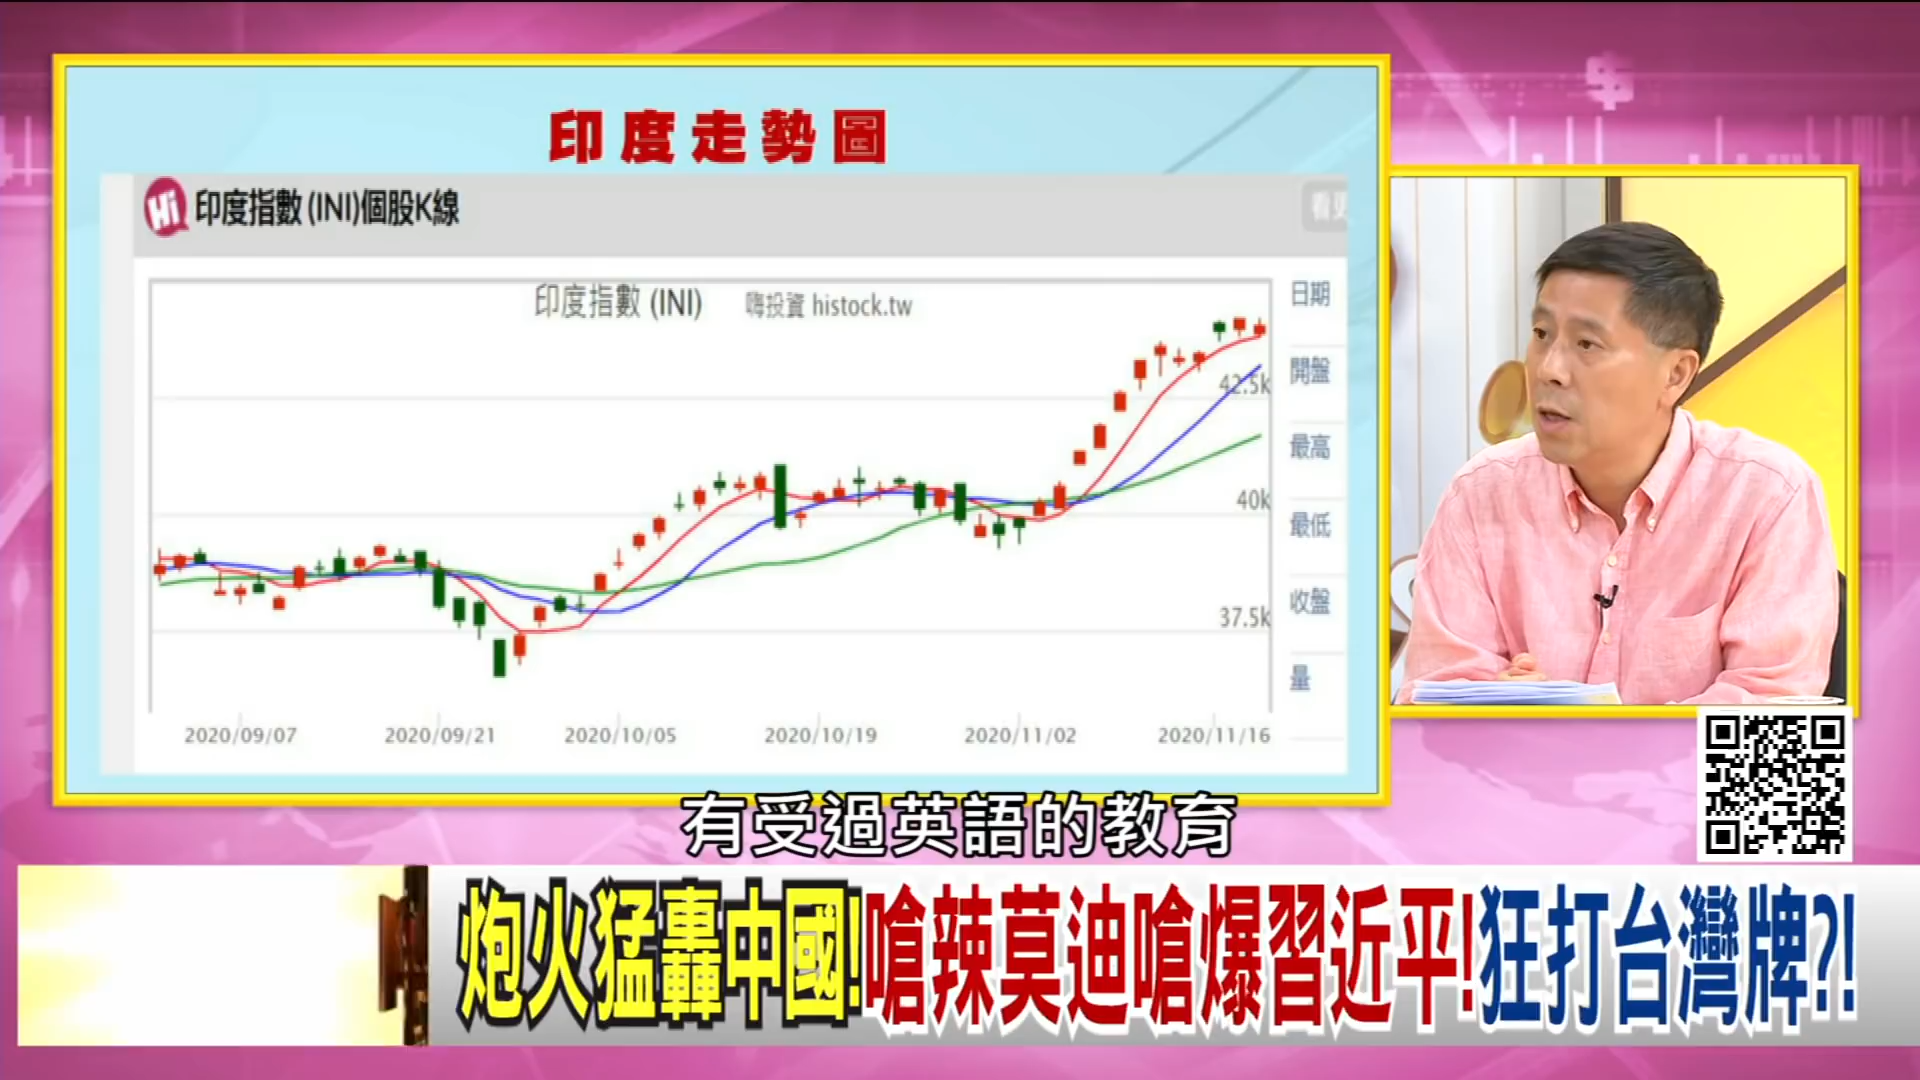 印度走勢圖
Hi 印度指數 (INI)個股K線
看更
印度指數 (INI) 嗨投資 histock.tw
日期
開盤
最高
最低
收盤
量
42.5k
40k
37.5k
2020/09/07 2020/09/21 2020/10/05 2020/10/19 2020/11/02 2020/11/16
有受過英語的教育
炮火猛轟中國!嗆辣莫迪嗆爆習近平!狂打台灣牌?!